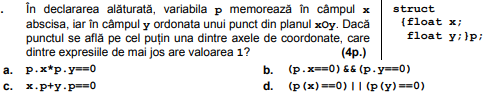 . În declararea alăturată, variabila p memorează în câmpul x
abscisa, iar în câmpul y ordonata unui punct din planul xOy. Dacă
punctul se află pe cel puțin una dintre axele de coordonate, care
dintre expresiile de mai jos are valoarea 1? (4p.)
struct
{float x;
float y;}p;
a. p.x*p.y==0 b. (p.x==0)&&(p.y==0)
c. x.p+y.p==0 d. (p(x)==0)||(p(y)==0)